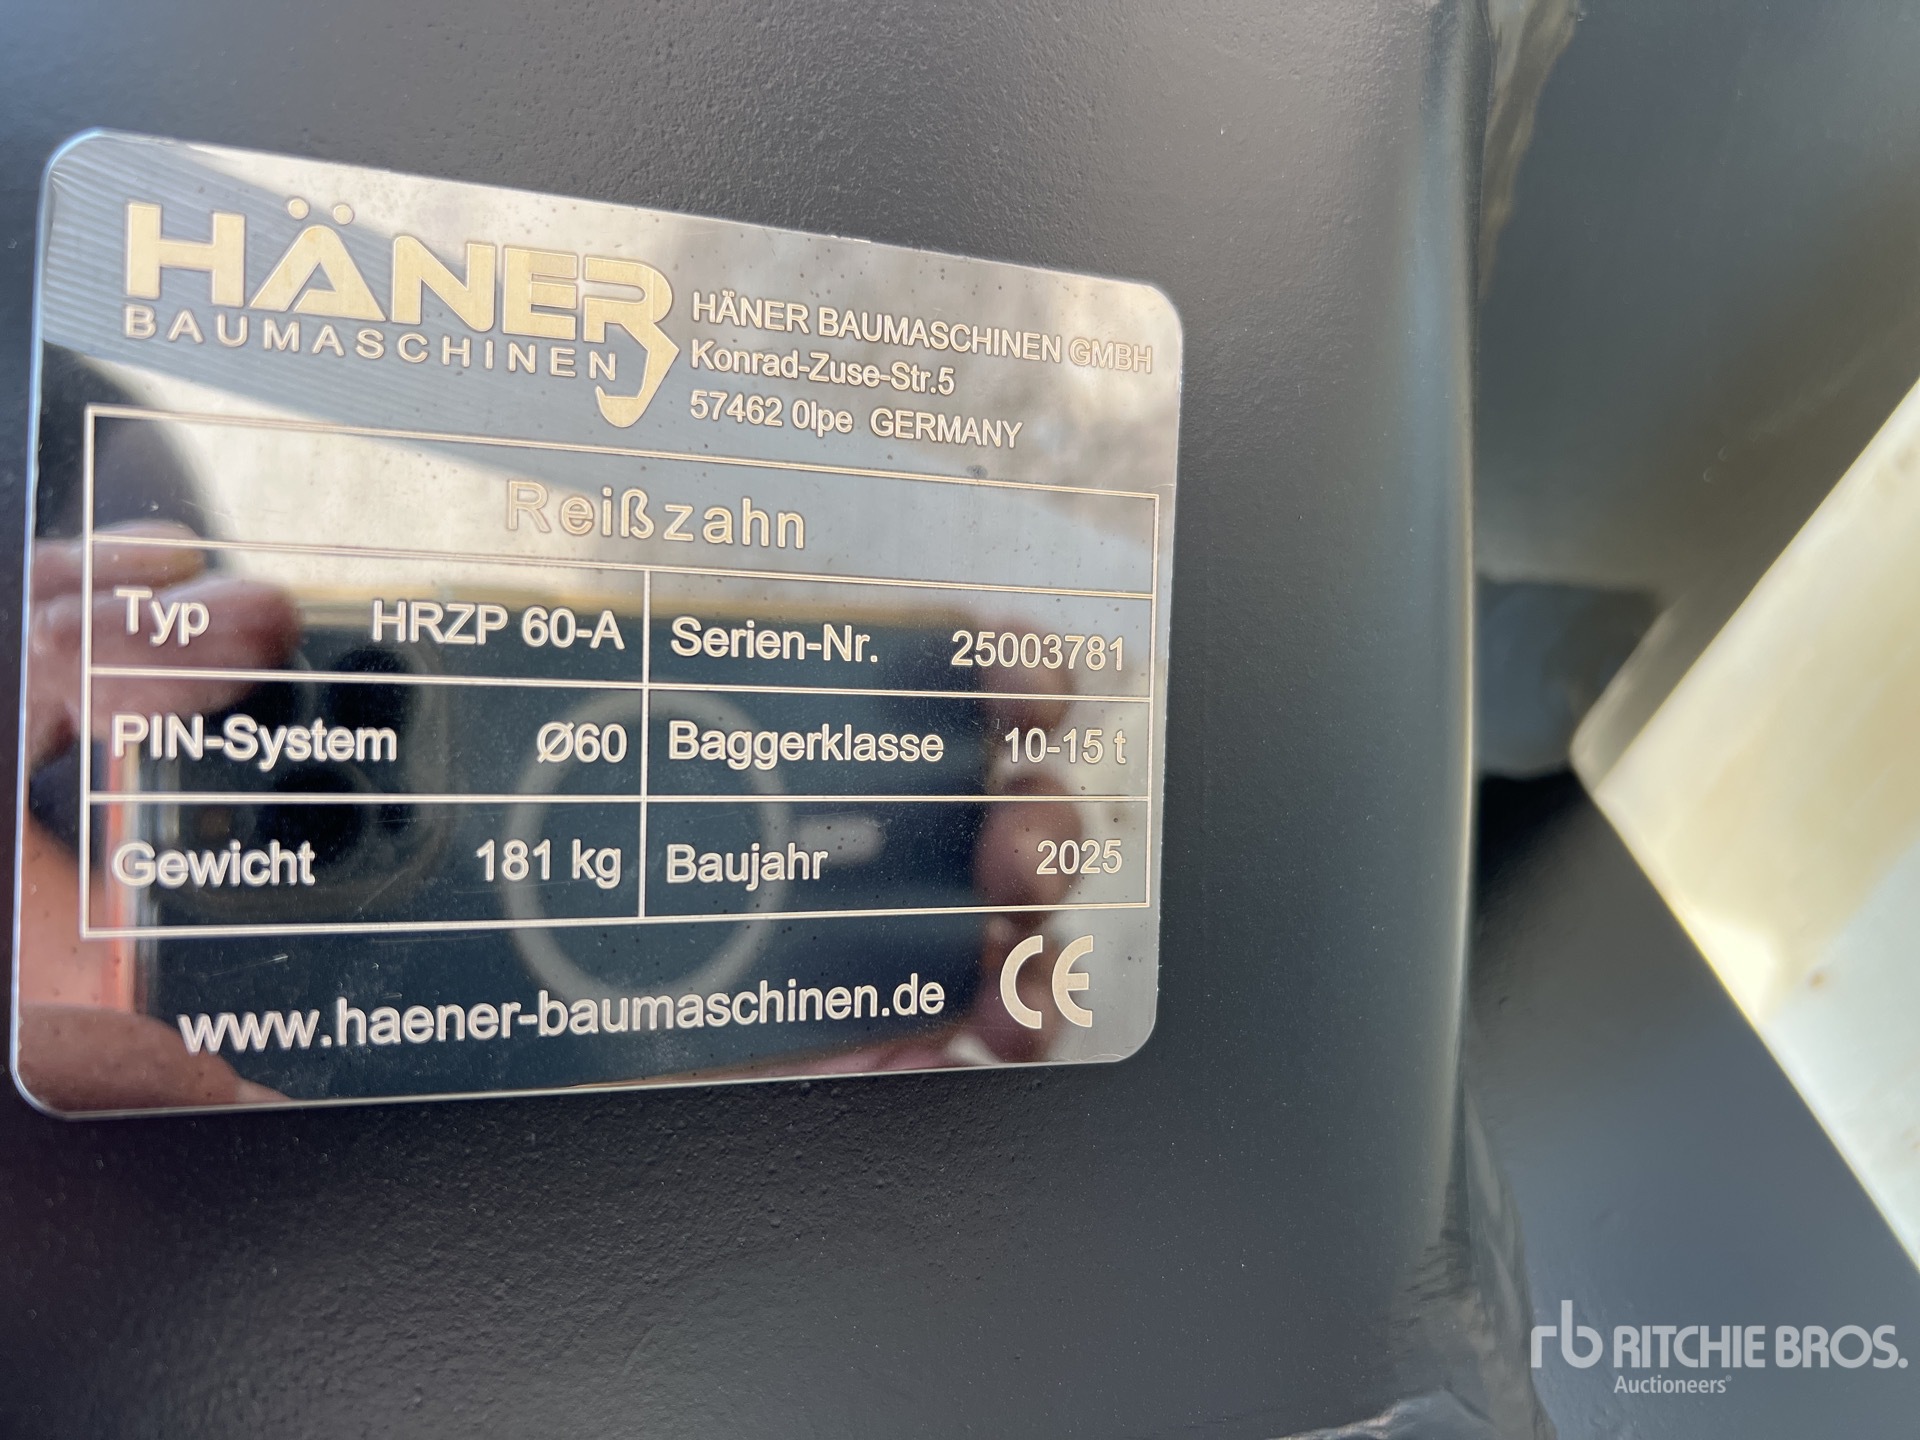 HÄNER
BAUMASCHINEN
HÄNER BAUMASCHINEN GMBH
Konrad-Zuse-Str.5
57462 Olpe GERMANY
Reißzahn
Typ HRZP 60-A Serien-Nr. 25003781
PIN-System Ø60 Baggerklasse 10-15 t
Gewicht 181 kg Baujahr 2025
www.haener-baumaschinen.de CE
rb RITCHIE BROS.
Auctioneers®